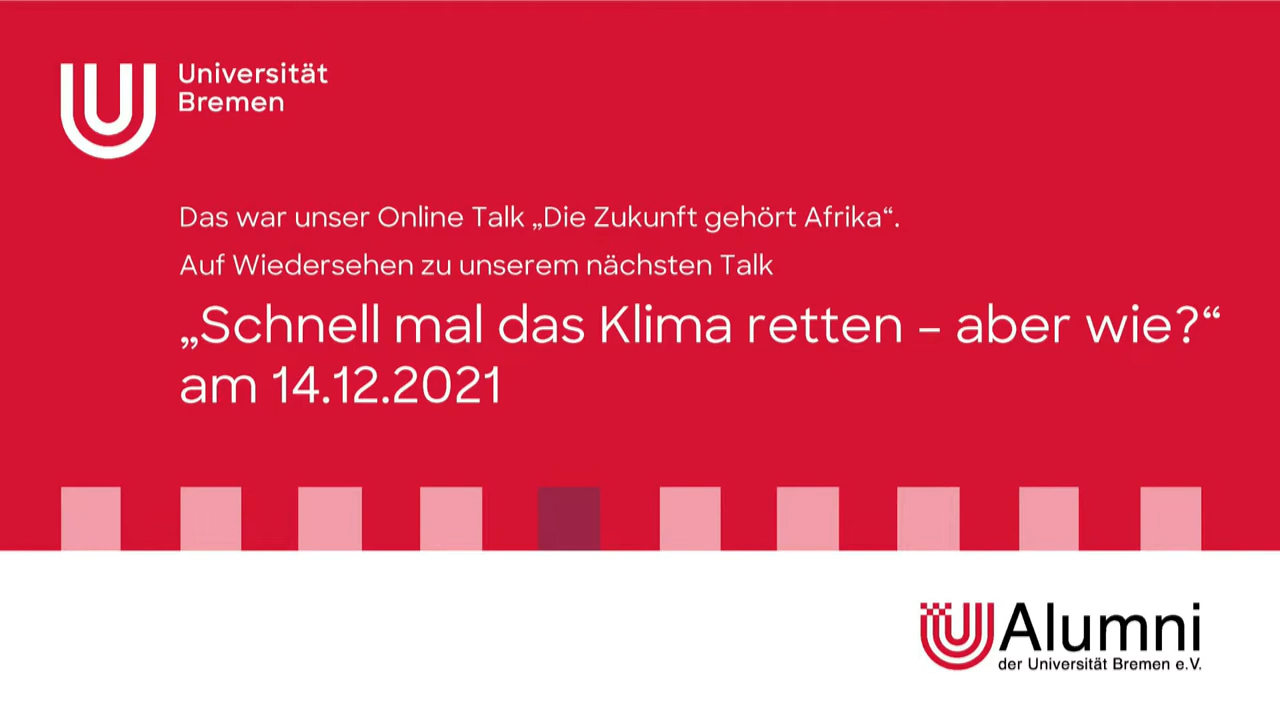 Universität
Bremen
Das war unser Online Talk „Die Zukunft gehört Afrika“.
Auf Wiedersehen zu unserem nächsten Talk
„Schnell mal das Klima retten – aber wie?“
am 14.12.2021
Alumni
der Universität Bremen e.V.